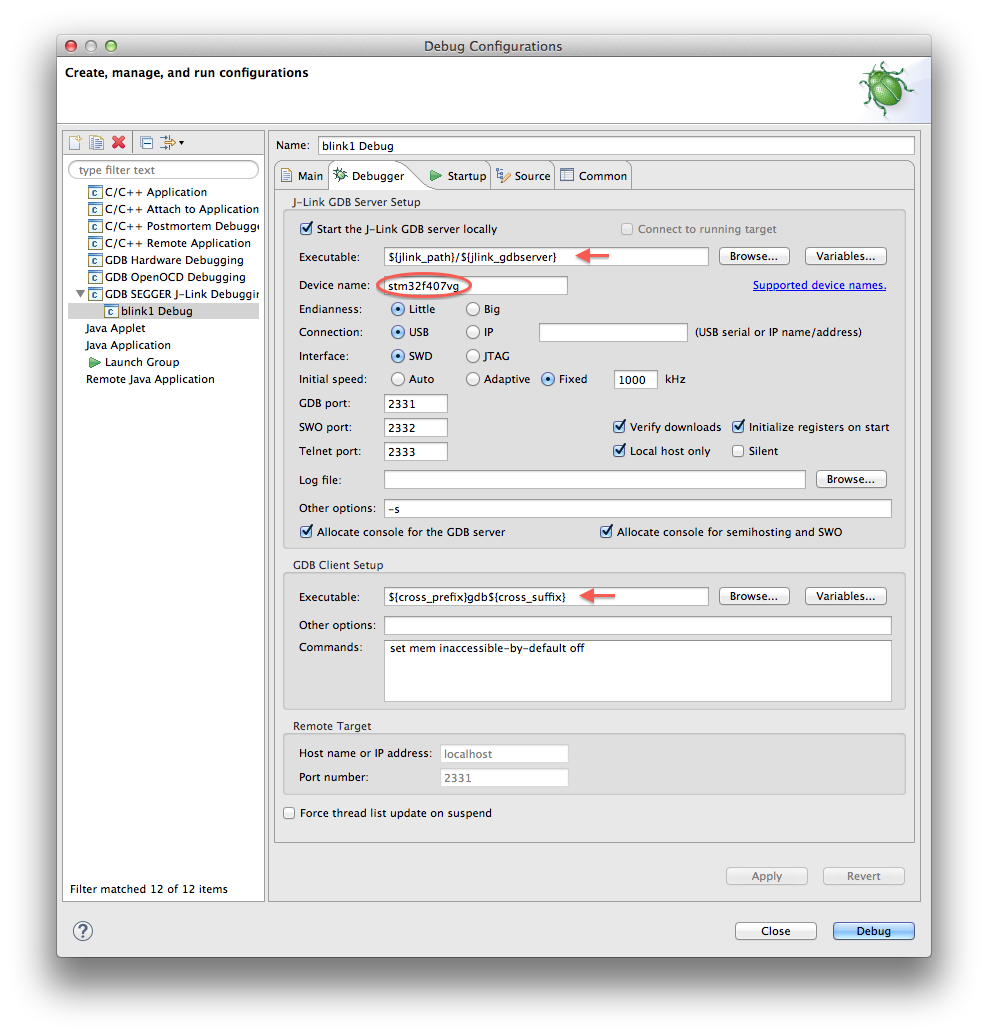 Debug Configurations
Create, manage, and run configurations
type filter text
C/C++ Application
C/C++ Attach to Application
C/C++ Postmortem Debugge
C/C++ Remote Application
GDB Hardware Debugging
GDB OpenOCD Debugging
GDB SEGGER J-Link Debuggin
blink1 Debug
Java Applet
Java Application
Launch Group
Remote Java Application
Filter matched 12 of 12 items
Name: blink1 Debug
Main Debugger Startup Source Common
J-Link GDB Server Setup
Start the J-Link GDB server locally Connect to running target
Executable: ${jlink_path}/${jlink_gdbserver} Browse... Variables...
Device name: stm32f407vg Supported device names.
Endianness: Little Big
Connection: USB IP (USB serial or IP name/address)
Interface: SWD JTAG
Initial speed: Auto Adaptive Fixed 1000 kHz
GDB port: 2331
SWO port: 2332 Verify downloads Initialize registers on start
Telnet port: 2333 Local host only Silent
Log file: Browse...
Other options: -s
Allocate console for the GDB server Allocate console for semihosting and SWO
GDB Client Setup
Executable: ${cross_prefix}gdb${cross_suffix} Browse... Variables...
Other options:
Commands: set mem inaccessible-by-default off
Remote Target
Host name or IP address: localhost
Port number: 2331
Force thread list update on suspend
Apply Revert
? Close Debug